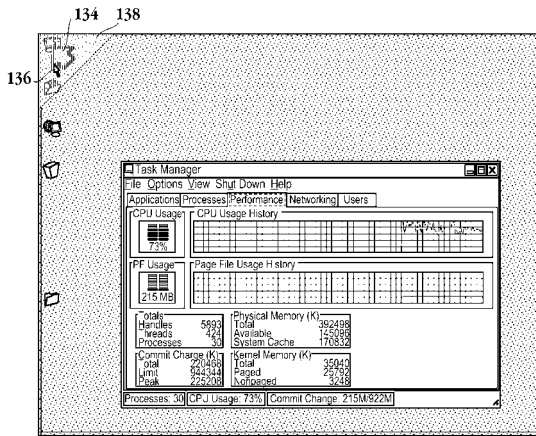 134 138
136
Task Manager
File Options View Shut Down Help
Applications Processes Performance Networking Users
CPU Usage CPU Usage History
73%
PF Usage Page File Usage History
215 MB
Totals Physical Memory (K)
Handles 5893 Total 392498
Threads 424 Available 145096
Processes 30 System Cache 170832
Commit Charge (K) Kernel Memory (K)
Total 220468 Total 35040
Limit 944344 Paged 25792
Peak 225208 Nonpaged 3248
Processes: 30 CPU Usage: 73% Commit Change: 215M/922M